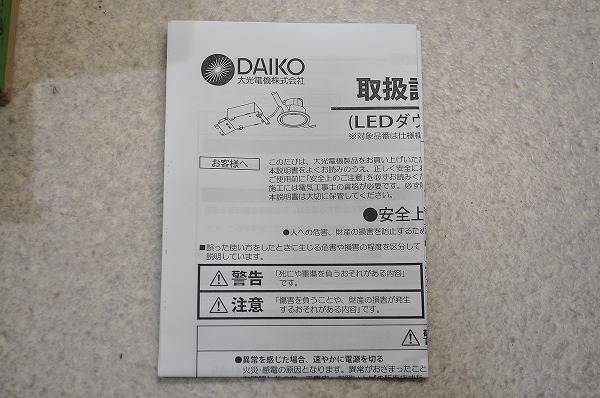 DAIKO
大光電機株式会社
取扱説
(LEDダウ
※対象品番は仕様
お客様へ
このたびは、大光電機製品をお買い上げいた
本説明書をよくお読みのうえ、正しく安全にお
ご使用前に「安全上のご注意」を必ずお読みくだ
施工には電気工事士の資格が必要です。必ず
本説明書は大切に保管してください。
●安全上
●人への危害、財産の損害を防止するため
■誤った使い方をしたときに生じる危害や損害の程度を区分して
説明しています。
警告 「死亡や重傷を負うおそれがある内容」
です。
注意 「傷害を負うことや、財産の損害が発生
するおそれがある内容」です。
●異常を感じた場合、速やかに電源を切る
火災・感電の原因となります。異常がおさまったこと